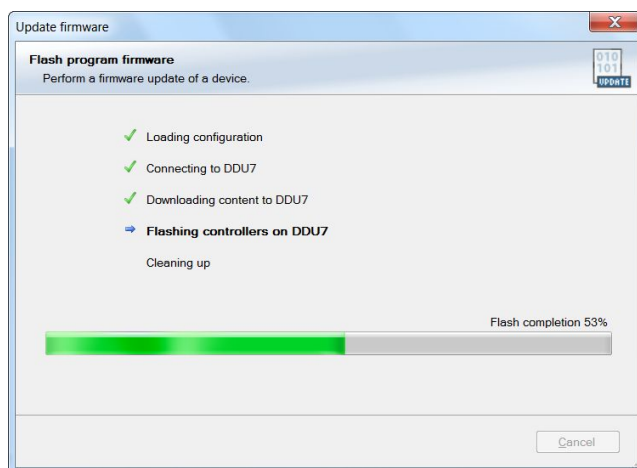 Update firmware
Flash program firmware
Perform a firmware update of a device.
010
101
UPDATE
Loading configuration
Connecting to DDU7
Downloading content to DDU7
Flashing controllers on DDU7
Cleaning up
Flash completion 53%
Cancel